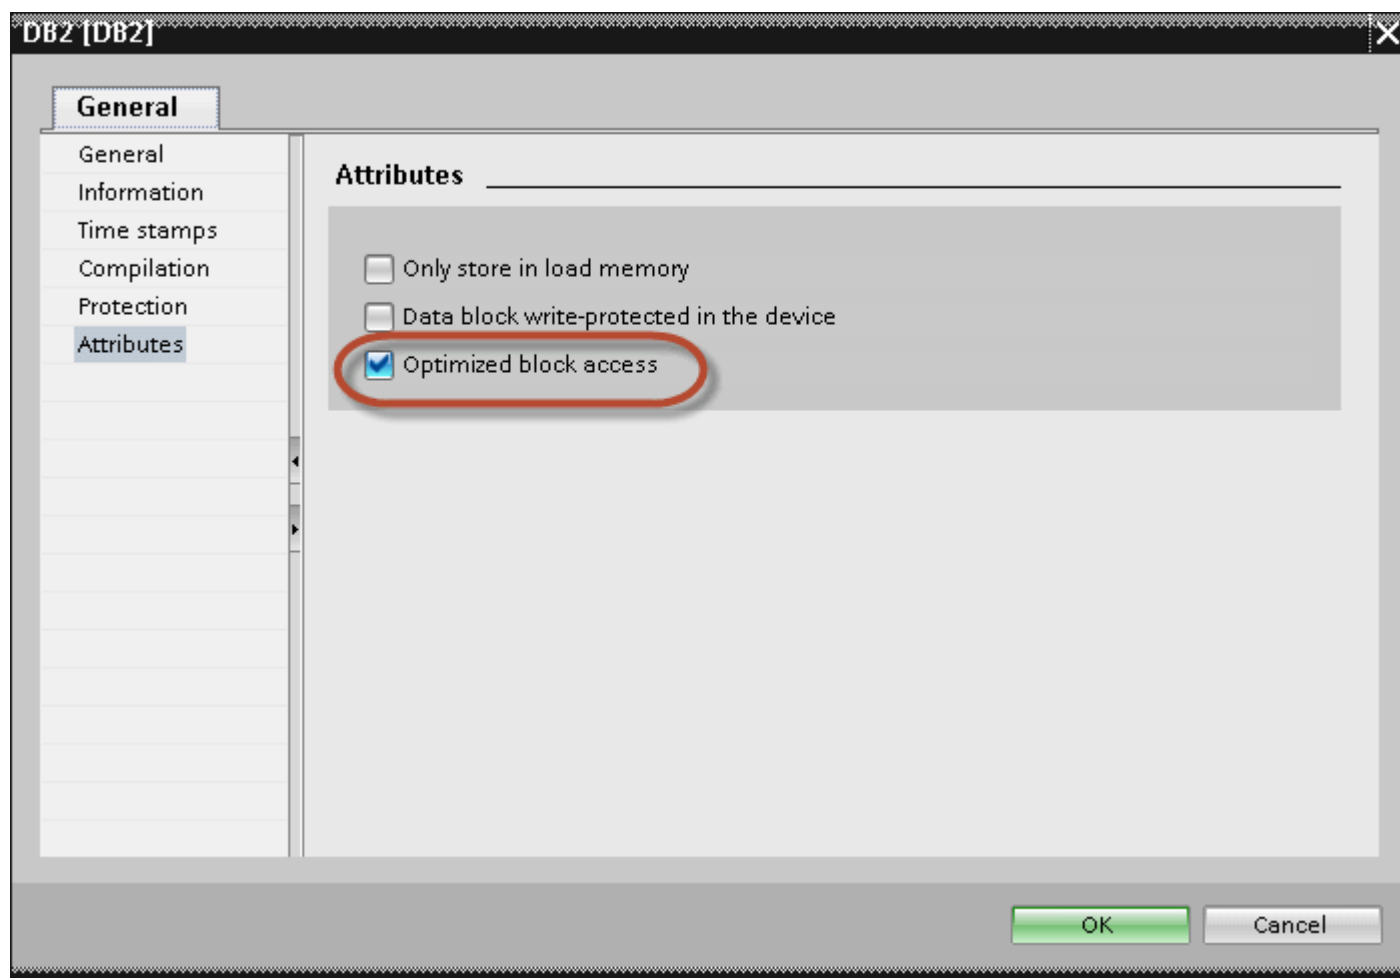 DB2 [DB2]
General
General
Information
Time stamps
Compilation
Protection
Attributes
Attributes
Only store in load memory
Data block write-protected in the device
Optimized block access
OK
Cancel